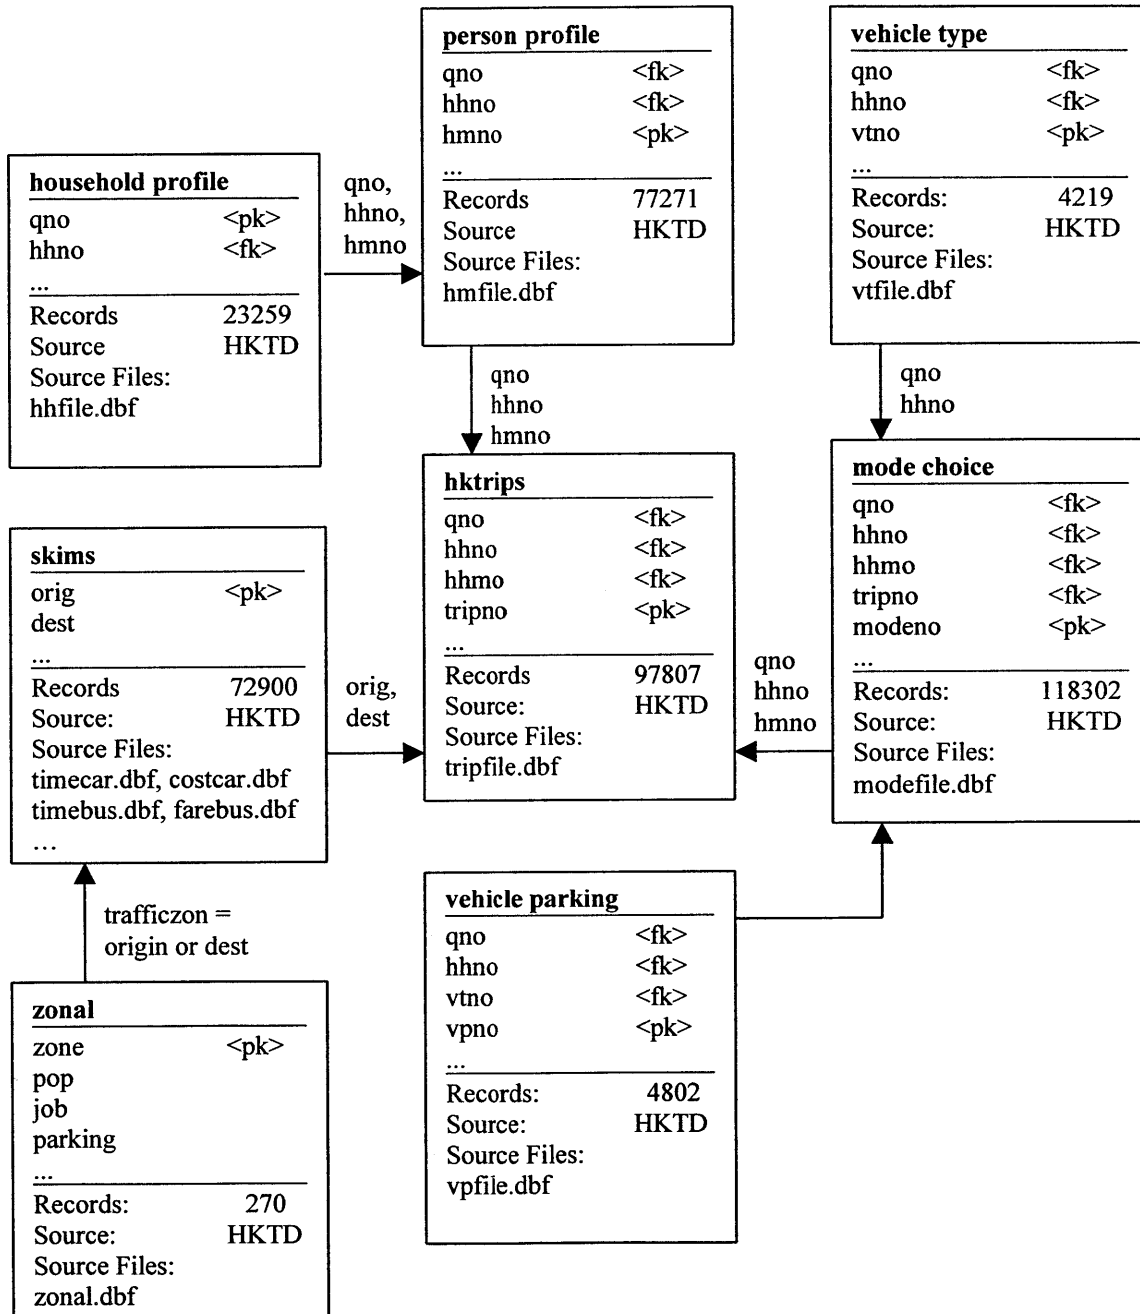 person profile
qno <fk>
hhno <fk>
hmno <pk>
...
Records 77271
Source HKTD
Source Files:
hmfile.dbf
vehicle type
qno <fk>
hhno <fk>
vtno <pk>
...
Records: 4219
Source: HKTD
Source Files:
vtfile.dbf
household profile
qno <pk>
hhno <fk>
...
Records 23259
Source HKTD
Source Files:
hhfile.dbf
qno,
hhno,
hmno
qno
hhno
hmno
qno
hhno
hktrips
qno <fk>
hhno <fk>
hhmo <fk>
tripno <pk>
...
Records 97807
Source: HKTD
Source Files:
tripfile.dbf
mode choice
qno <fk>
hhno <fk>
hhmo <fk>
tripno <fk>
modeno <pk>
...
Records: 118302
Source: HKTD
Source Files:
modefile.dbf
skims
orig <pk>
dest
...
Records 72900
Source: HKTD
Source Files:
timecar.dbf, costcar.dbf
timebus.dbf, farebus.dbf
...
orig,
dest
qno
hhno
hmno
trafficzon =
origin or dest
vehicle parking
qno <fk>
hhno <fk>
vtno <fk>
vpno <pk>
...
Records: 4802
Source: HKTD
Source Files:
vpfile.dbf
zonal
zone <pk>
pop
job
parking
...
Records: 270
Source: HKTD
Source Files:
zonal.dbf